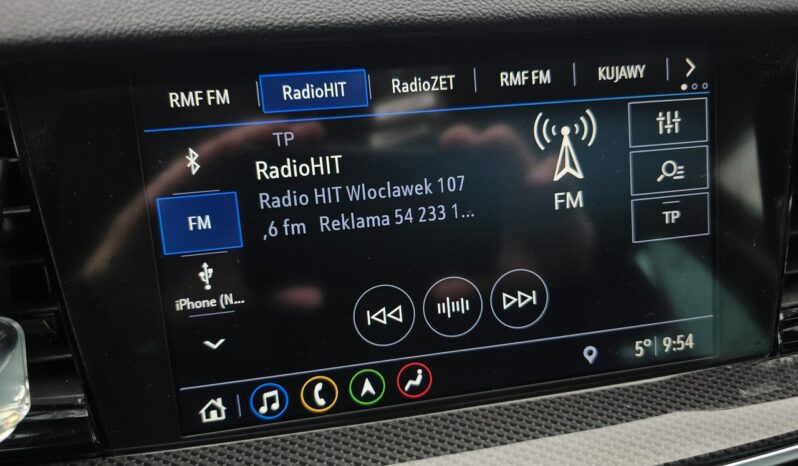 RMF FM RadioHIT RadioZET RMF FM KUJAWY
TP
RadioHIT
Radio HIT Wloclawek 107
,6 fm Reklama 54 233 1...
FM
FM
TP
iPhone (N...
5° 9:54